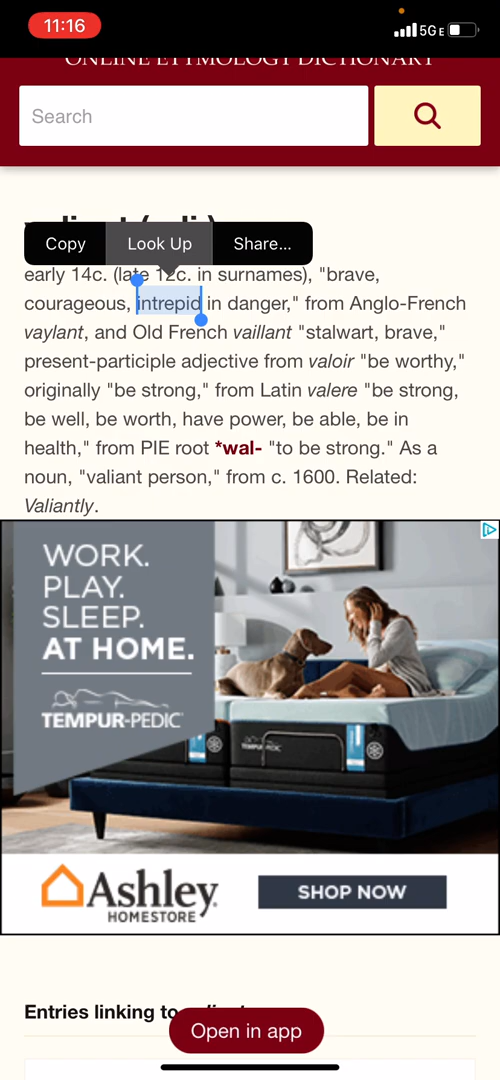 11:16
5G E
ONLINE ETYMOLOGY DICTIONARY
Search
Copy
Look Up
Share...
early 14c. (late 12c. in surnames), "brave,
courageous, intrepid in danger," from Anglo-French
vaylant, and Old French vaillant "stalwart, brave,"
present-participle adjective from valoir "be worthy,"
originally "be strong," from Latin valere "be strong,
be well, be worth, have power, be able, be in
health," from PIE root *wal- "to be strong." As a
noun, "valiant person," from c. 1600. Related:
Valiantly.
WORK.
PLAY.
SLEEP.
AT HOME.
TEMPUR-PEDIC
TEMPUR-PEDIC
Ashley
HOMESTORE
SHOP NOW
Entries linking to
Open in app